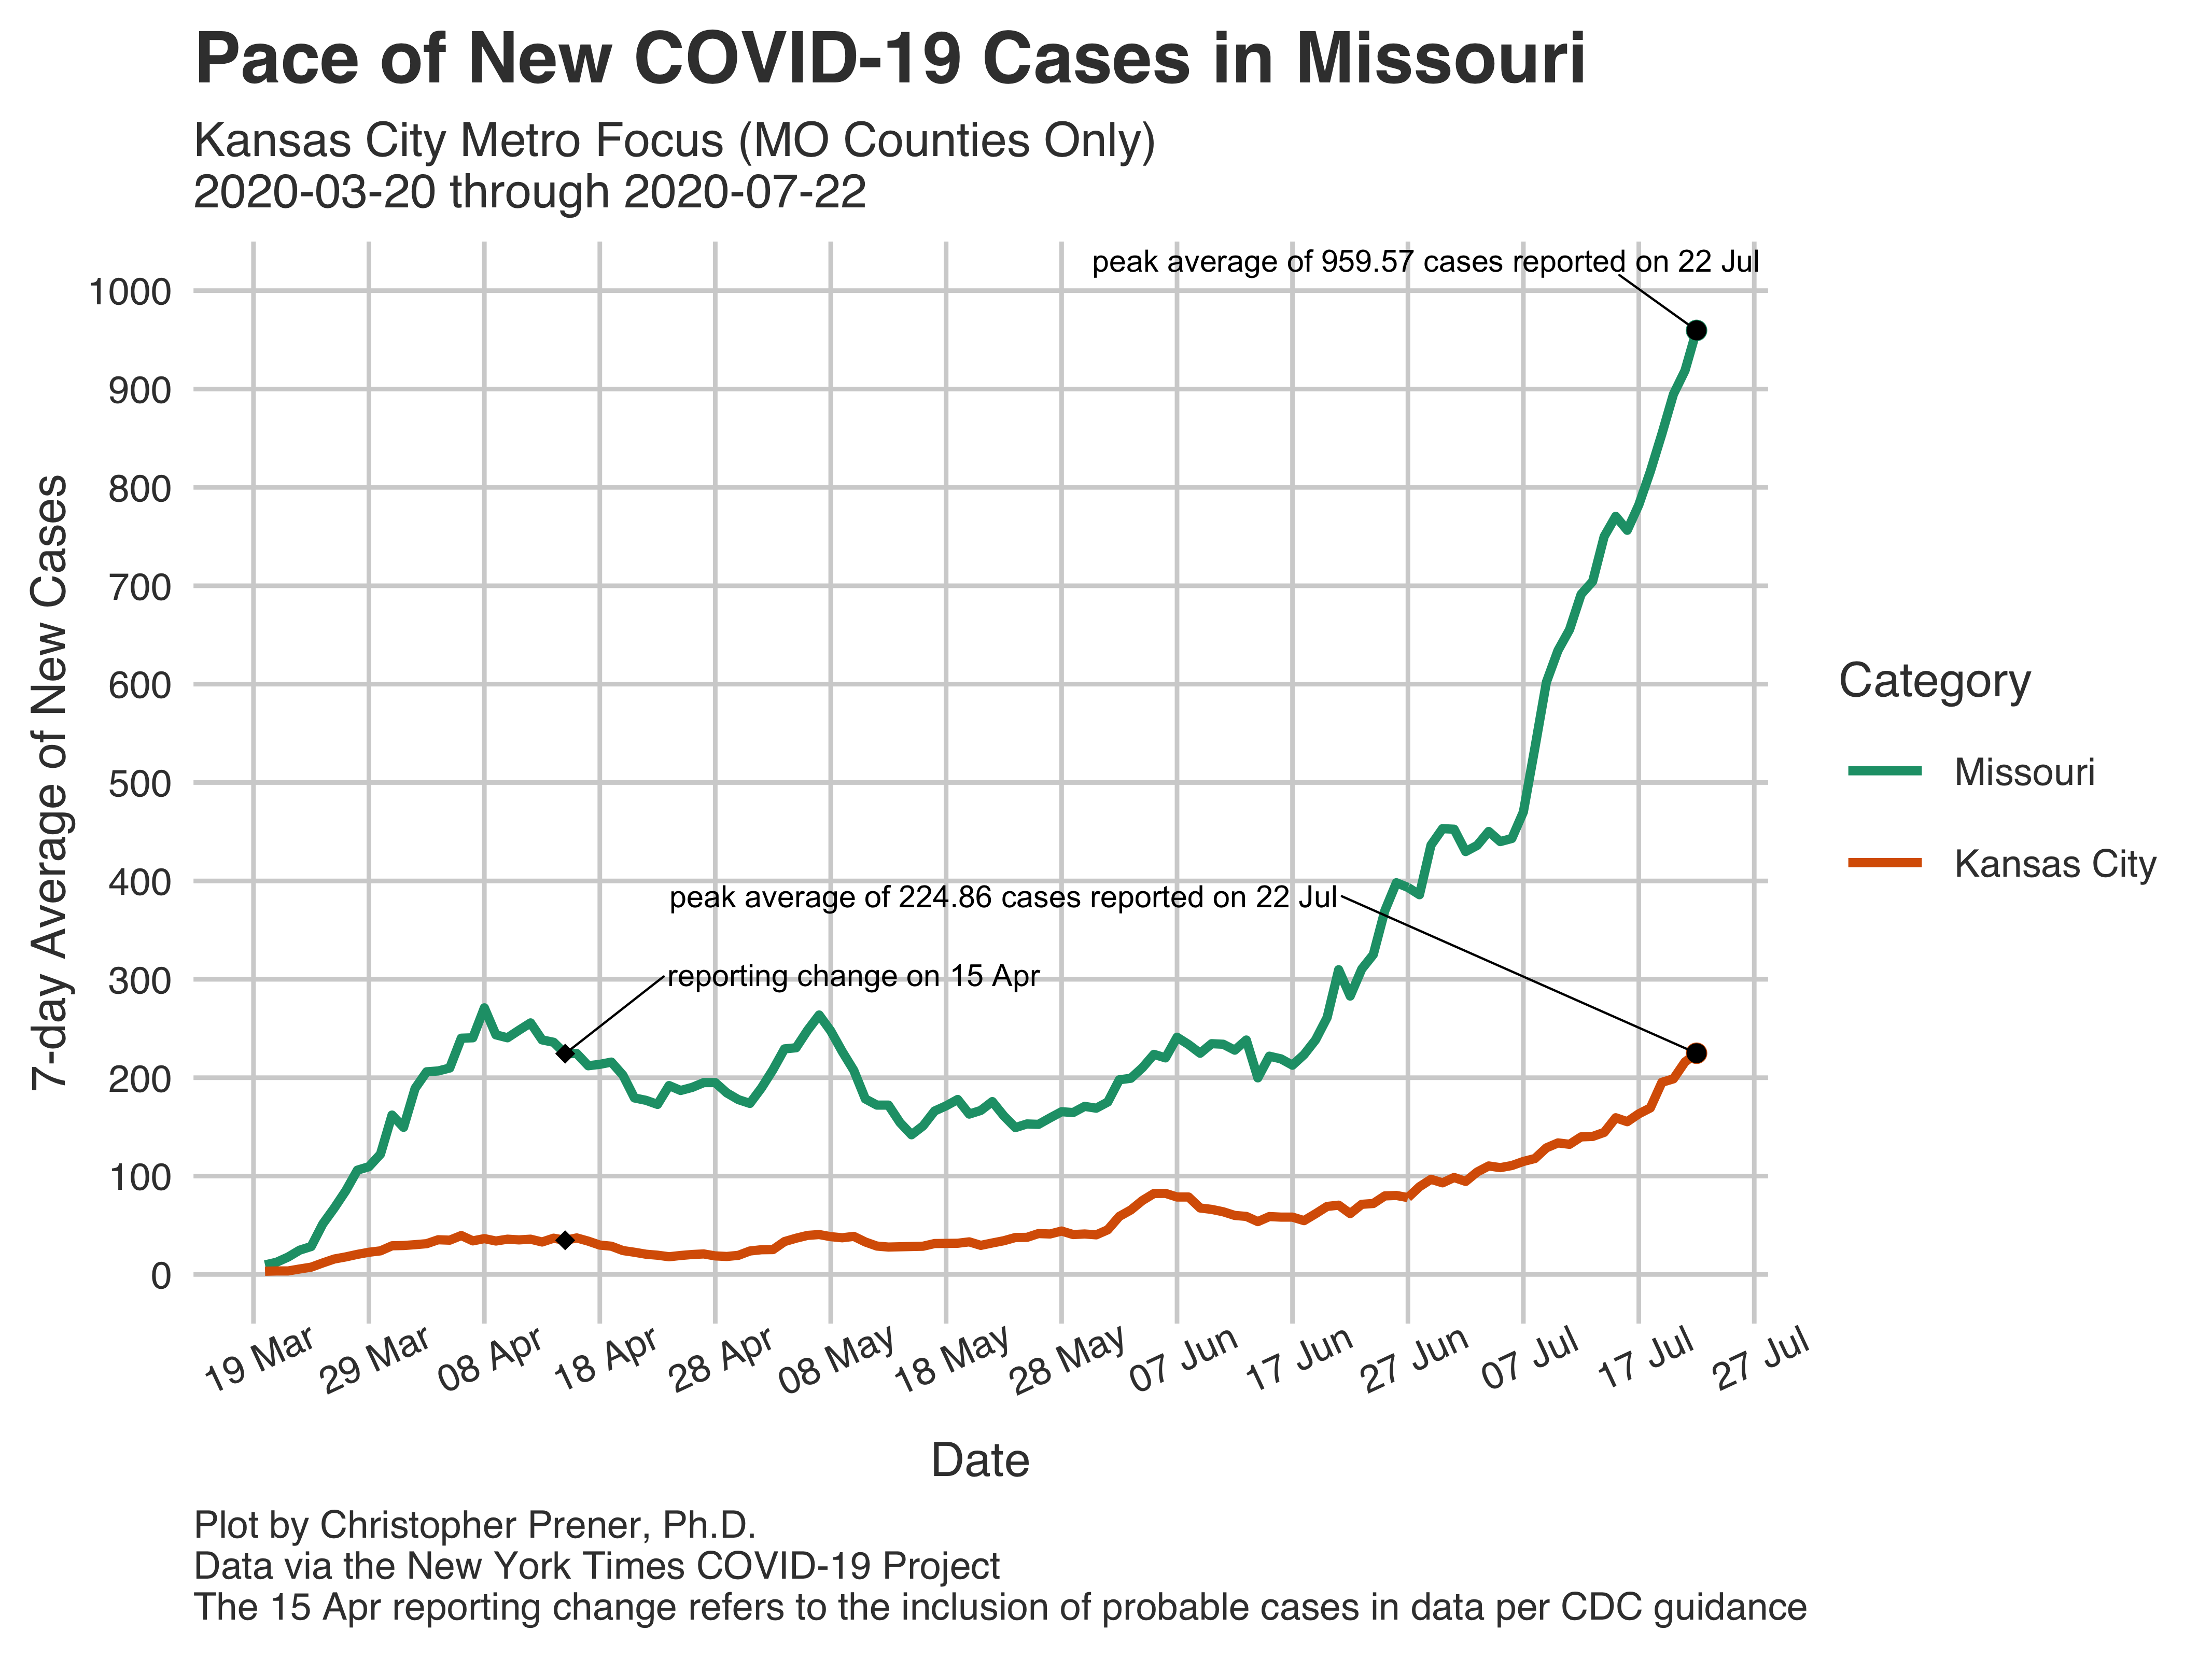 Pace of New COVID-19 Cases in Missouri
Kansas City Metro Focus (MO Counties Only)
2020-03-20 through 2020-07-22
peak average of 959.57 cases reported on 22 Jul
1000
900
800
700
600
500
400
300
200
100
0
7-day Average of New Cases
peak average of 224.86 cases reported on 22 Jul
reporting change on 15 Apr
Category
Missouri
Kansas City
19 Mar
29 Mar
08 Apr
18 Apr
28 Apr
08 May
18 May
28 May
07 Jun
17 Jun
27 Jun
07 Jul
17 Jul
27 Jul
Date
Plot by Christopher Prener, Ph.D.
Data via the New York Times COVID-19 Project
The 15 Apr reporting change refers to the inclusion of probable cases in data per CDC guidance